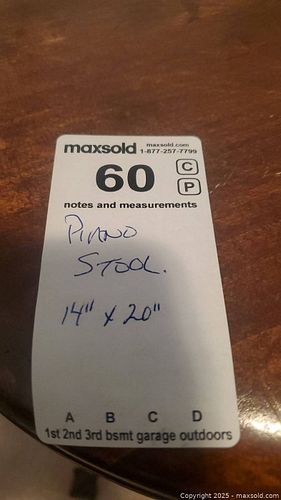 maxsold maxsold.com
1-877-257-7799
60 C
P
notes and measurements
PIANO
STOOL.
14" x 20"
A B C D
1st 2nd 3rd bsmt garage outdoors
Copyright 2025 - maxsold.com